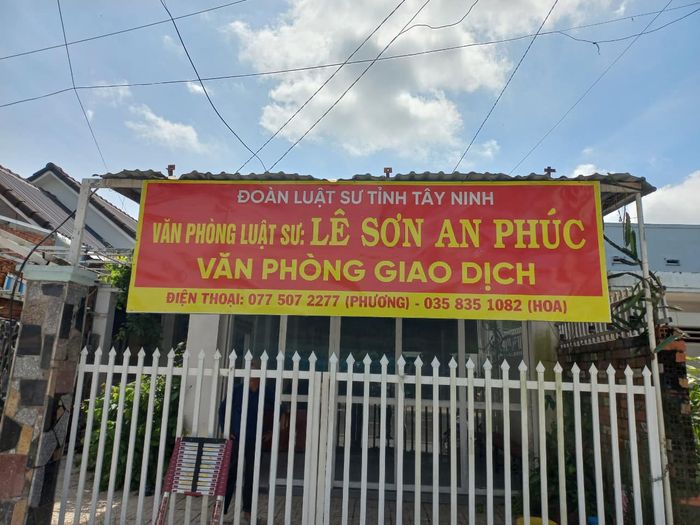 ĐOÀN LUẬT SƯ TỈNH TÂY NINH
VĂN PHÒNG LUẬT SƯ: LÊ SƠN AN PHÚC
VĂN PHÒNG GIAO DỊCH
ĐIỆN THOẠI: 077 507 2277 (PHƯƠNG) - 035 835 1082 (HOA)